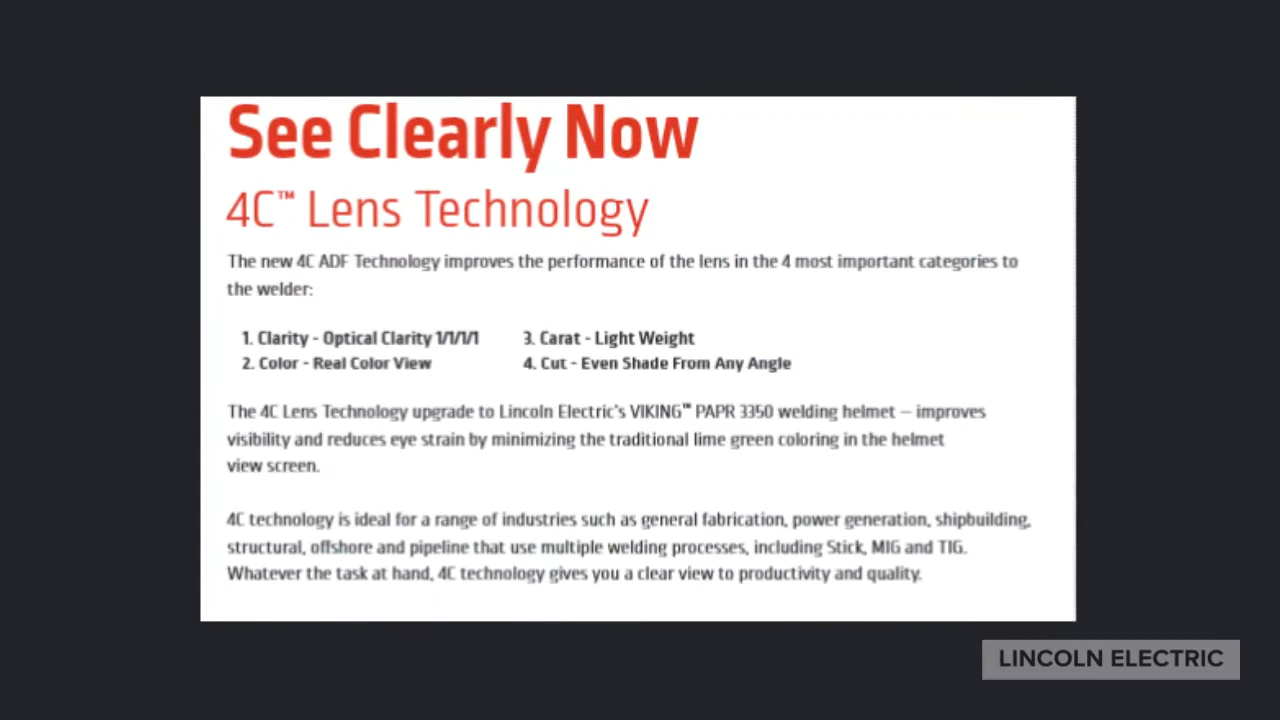 See Clearly Now
4C™ Lens Technology
The new 4C ADF Technology improves the performance of the lens in the 4 most important categories to
the welder:
1. Clarity - Optical Clarity 1/1/1/1
2. Color - Real Color View
3. Carat - Light Weight
4. Cut - Even Shade From Any Angle
The 4C Lens Technology upgrade to Lincoln Electric's VIKING™ PAPR 3350 welding helmet – improves
visibility and reduces eye strain by minimizing the traditional lime green coloring in the helmet
view screen.
4C technology is ideal for a range of industries such as general fabrication, power generation, shipbuilding,
structural, offshore and pipeline that use multiple welding processes, including Stick, MIG and TIG.
Whatever the task at hand, 4C technology gives you a clear view to productivity and quality.
LINCOLN ELECTRIC